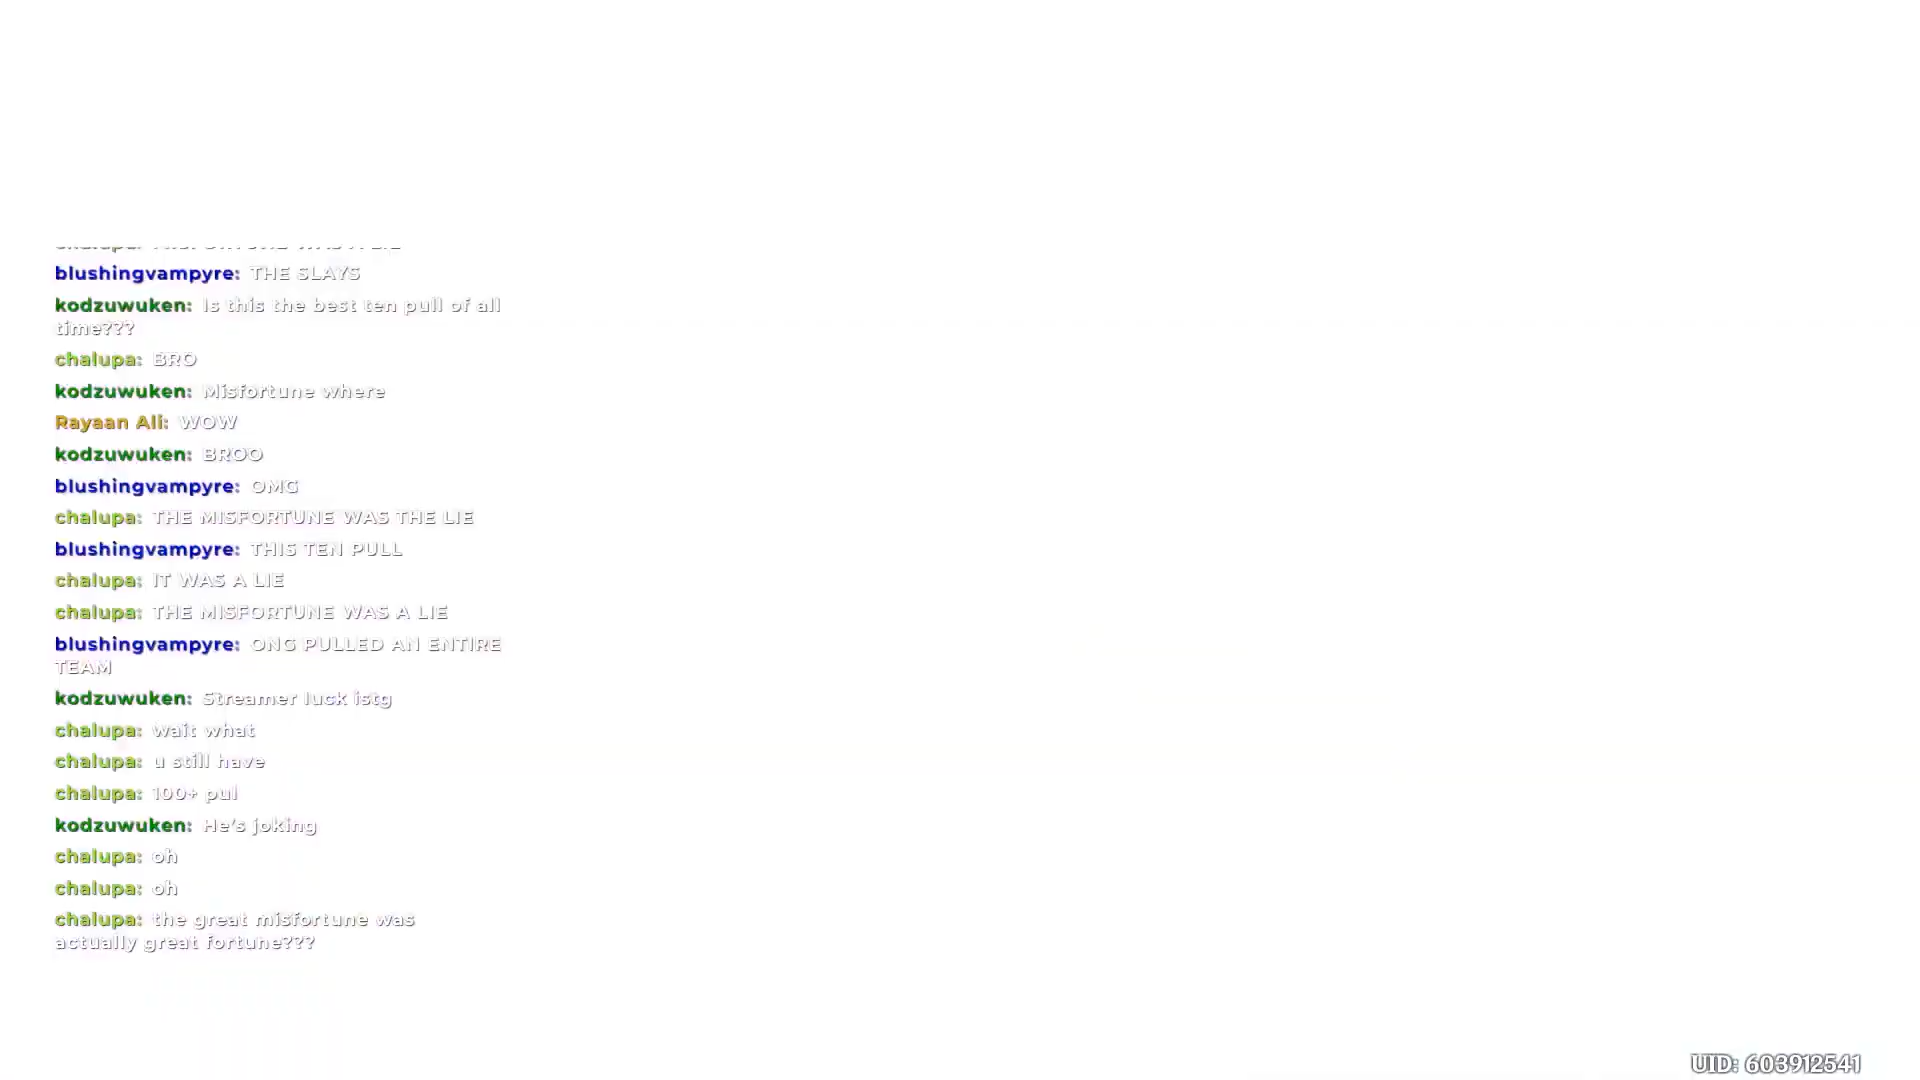 blushingvampyre: THE SLAYS
kodzuwuken: Is this the best ten pull of all
time???
chalupa: BRO
kodzuwuken: Misfortune where
Rayaan Ali: WOW
kodzuwuken: BROO
blushingvampyre: OMG
chalupa: THE MISFORTUNE WAS THE LIE
blushingvampyre: THIS TEN PULL
chalupa: IT WAS A LIE
chalupa: THE MISFORTUNE WAS A LIE
blushingvampyre: ONG PULLED AN ENTIRE
TEAM
kodzuwuken: Streamer luck istg
chalupa: wait what
chalupa: u still have
chalupa: 100+ pul
kodzuwuken: He's joking
chalupa: oh
chalupa: oh
chalupa: the great misfortune was
actually great fortune???
UID: 603912541